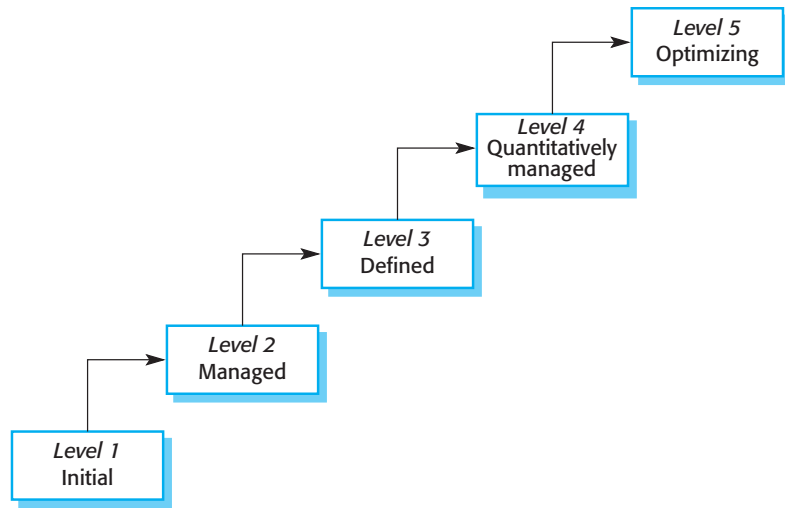 Level 5
Optimizing
Level 4
Quantitatively
managed
Level 3
Defined
Level 2
Managed
Level 1
Initial